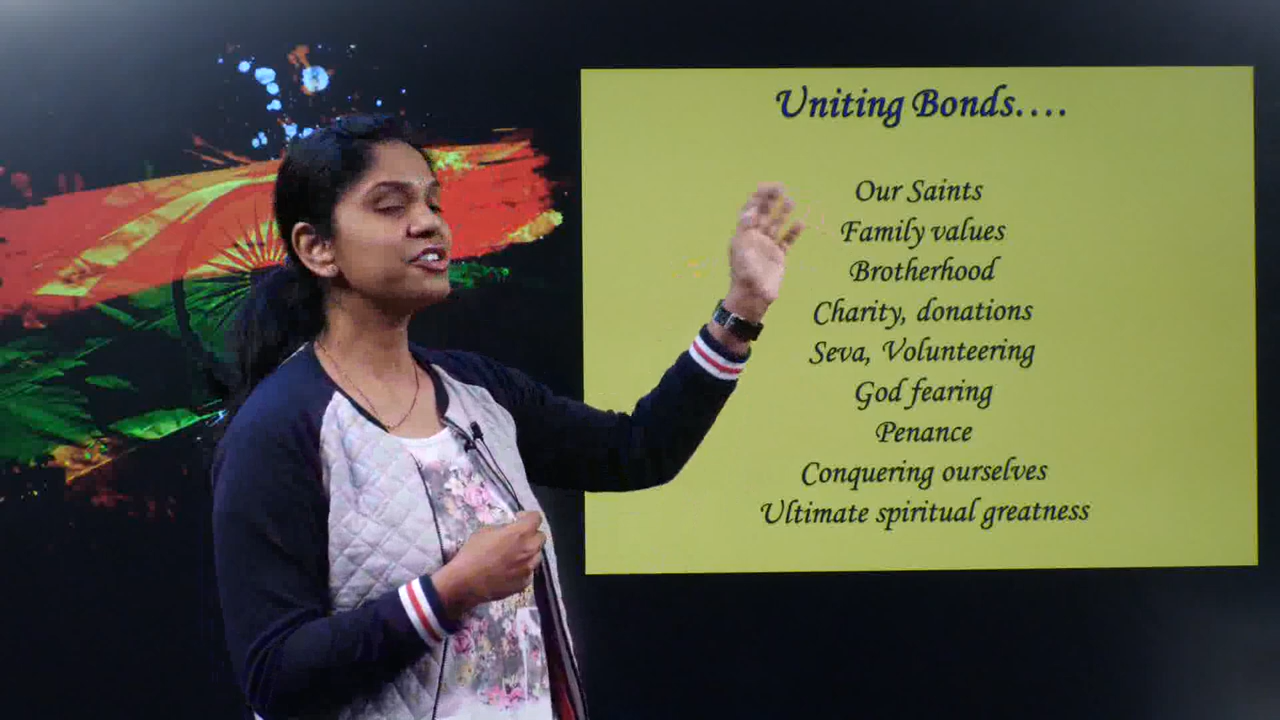 Uniting Bonds....
Our Saints
Family values
Brotherhood
Charity, donations
Seva, Volunteering
God fearing
Penance
Conquering ourselves
Ultimate spiritual greatness